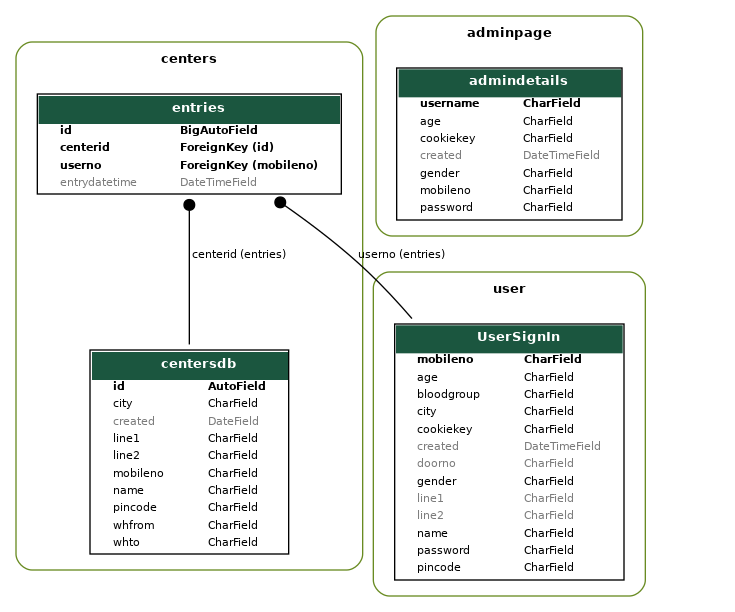 centers
entries
id BigAutoField
centerid ForeignKey (id)
userno ForeignKey (mobileno)
entrydatetime DateTimeField
centerid (entries)
centersdb
id AutoField
city CharField
created DateField
line1 CharField
line2 CharField
mobileno CharField
name CharField
pincode CharField
whfrom CharField
whto CharField
adminpage
admindetails
username CharField
age CharField
cookiekey CharField
created DateTimeField
gender CharField
mobileno CharField
password CharField
userno (entries)
user
UserSignIn
mobileno CharField
age CharField
bloodgroup CharField
city CharField
cookiekey CharField
created DateTimeField
doorno CharField
gender CharField
line1 CharField
line2 CharField
name CharField
password CharField
pincode CharField